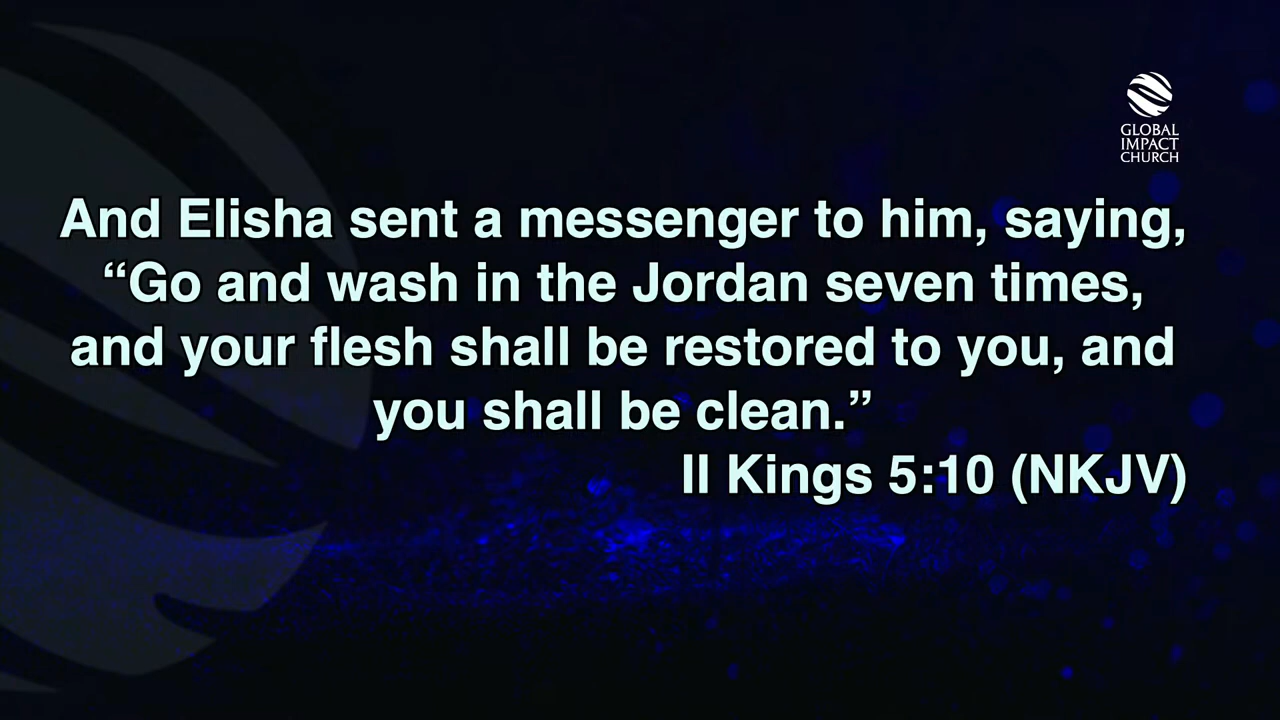 GLOBAL
IMPACT
CHURCH
And Elisha sent a messenger to him, saying,
“Go and wash in the Jordan seven times,
and your flesh shall be restored to you, and
you shall be clean.”
II Kings 5:10 (NKJV)